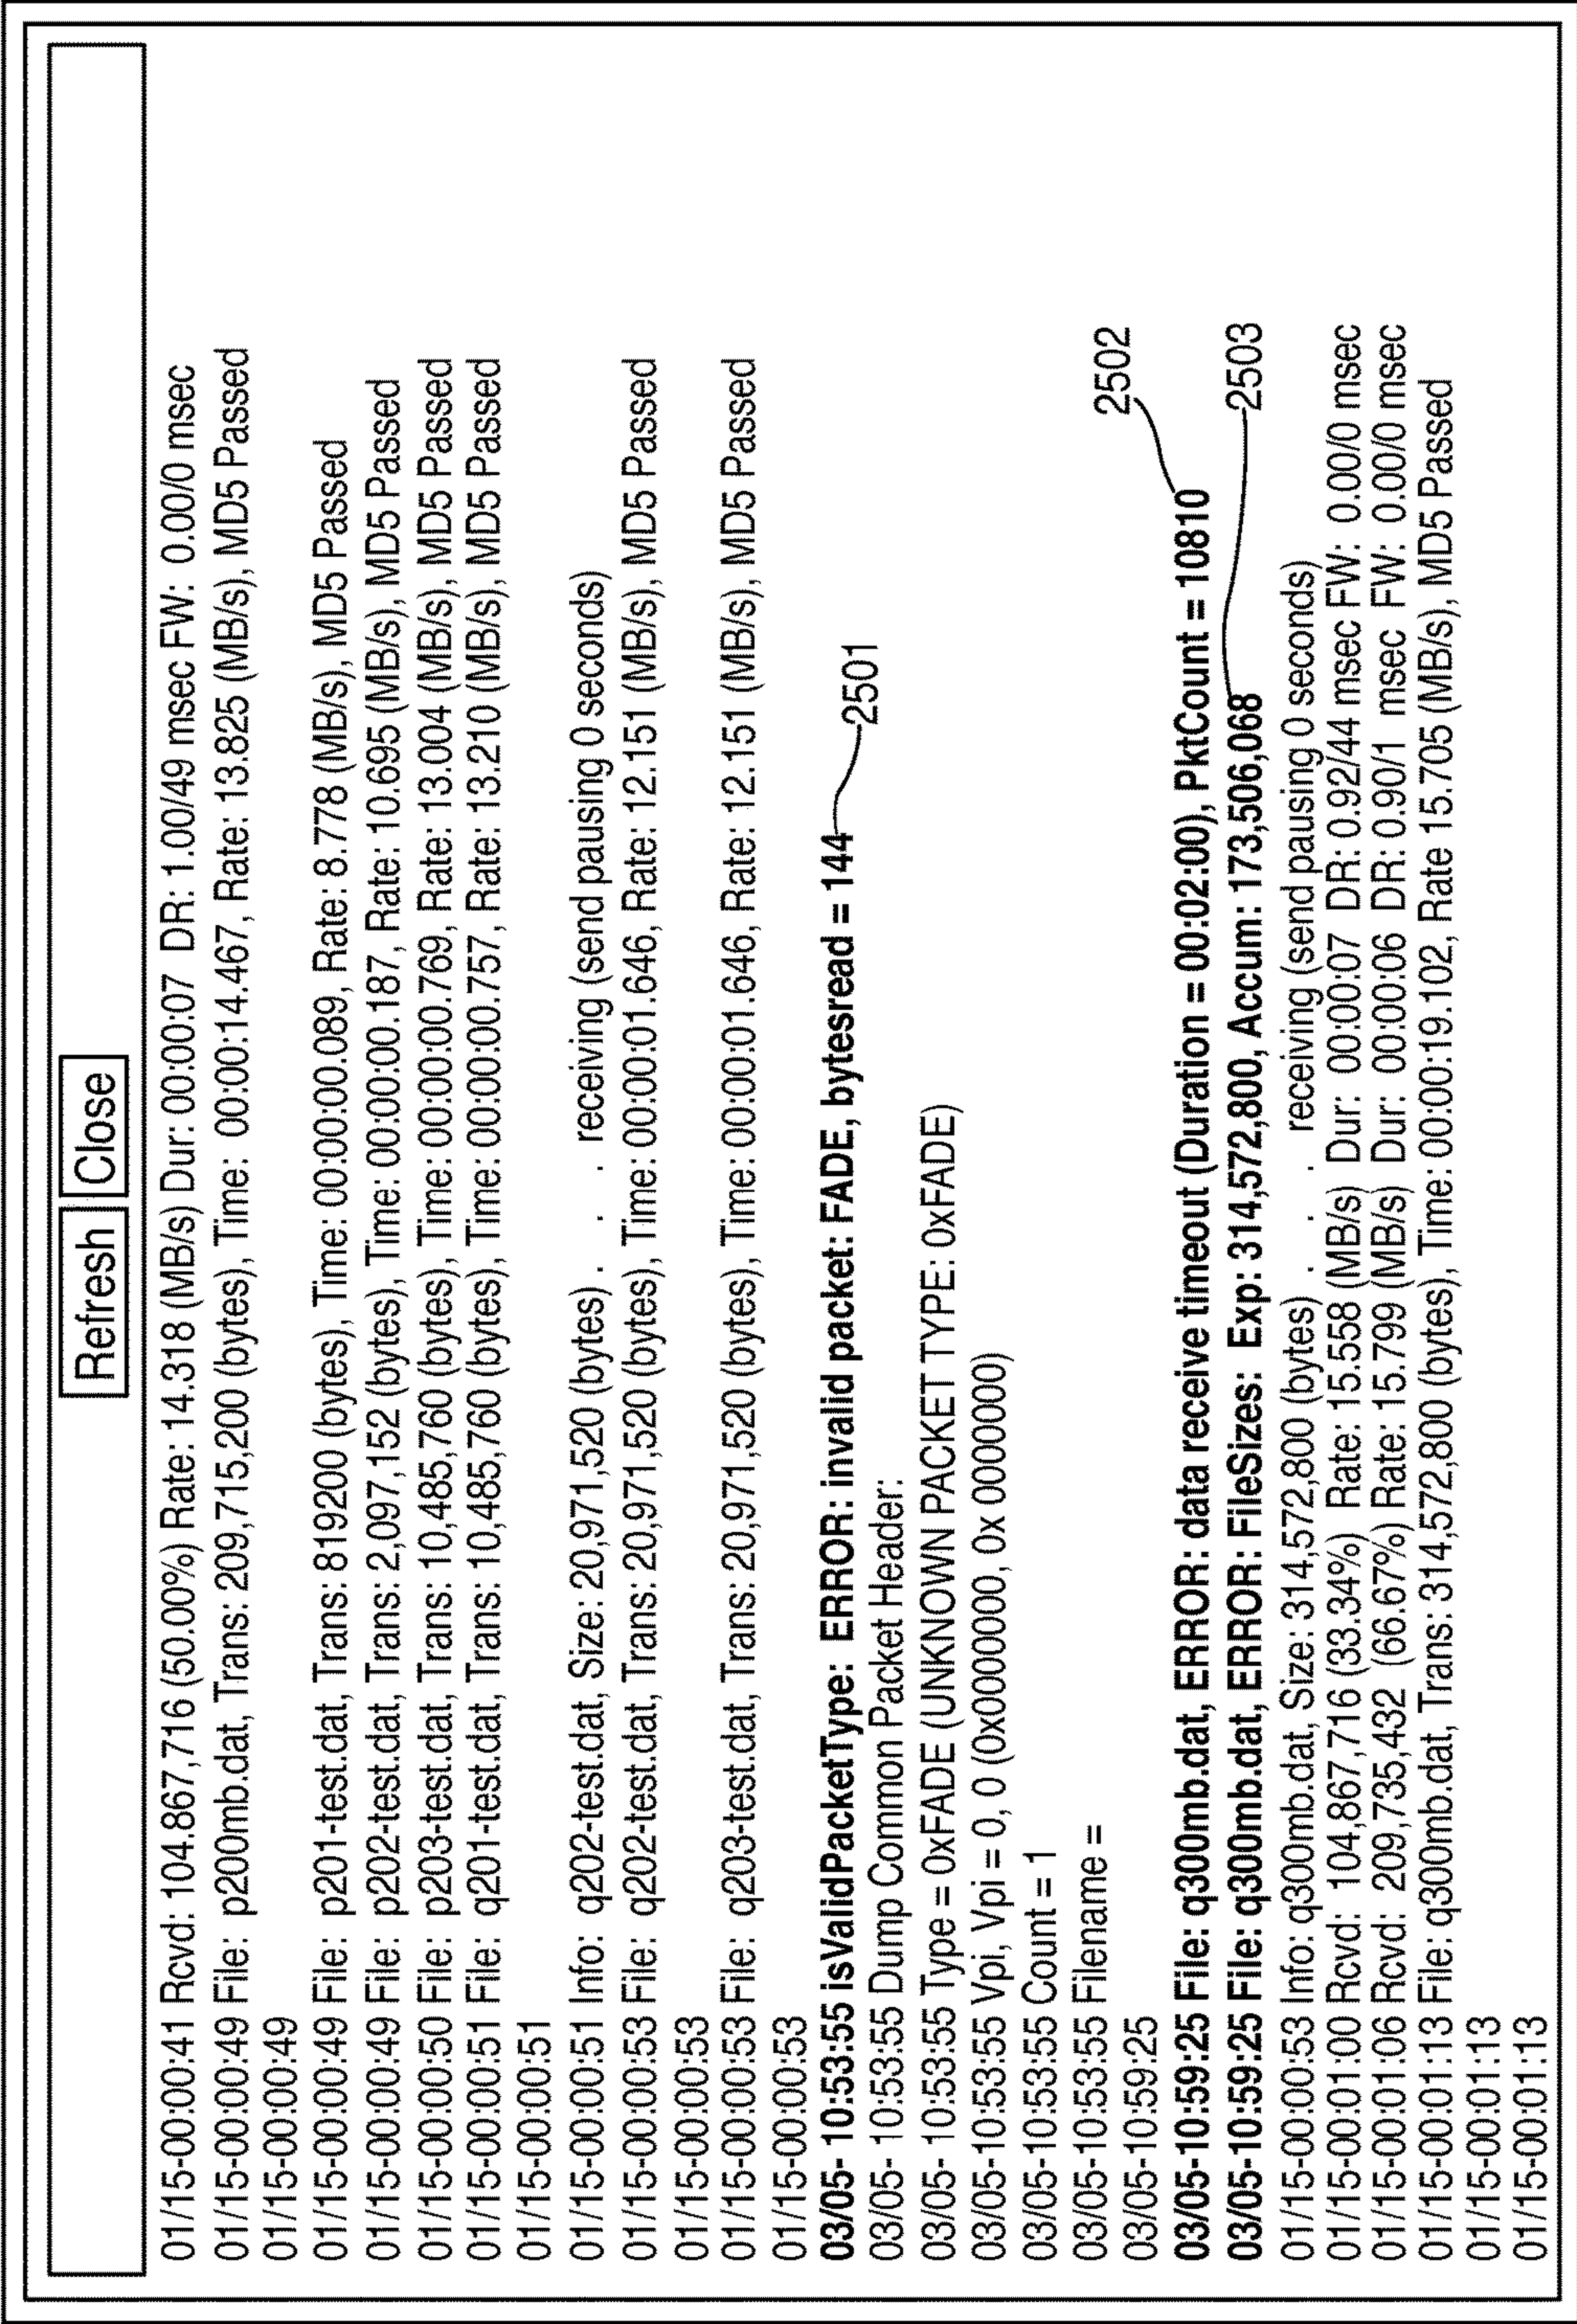 Refresh Close
01/15-00:00:41 Rcvd: 104.867,716 (50.00%) Rate: 14.318 (MB/s) Dur: 00:00:07 DR: 1.00/49 msec FW: 0.00/0 msec
01/15-00:00:49 File: p200mb.dat, Trans: 209,715,200 (bytes), Time: 00:00:14.467, Rate: 13.825 (MB/s), MD5 Passed
01/15-00:00:49
01/15-00:00:49 File: p201-test.dat, Trans: 819200 (bytes), Time: 00:00:00.089, Rate: 8.778 (MB/s), MD5 Passed
01/15-00:00:49 File: p202-test.dat, Trans: 2,097,152 (bytes), Time: 00:00:00.187, Rate: 10.695 (MB/s), MD5 Passed
01/15-00:00:50 File: p203-test.dat, Trans: 10,485,760 (bytes), Time: 00:00:00.769, Rate: 13.004 (MB/s), MD5 Passed
01/15-00:00:51 File: q201-test.dat, Trans: 10,485,760 (bytes), Time: 00:00:00.757, Rate: 13.210 (MB/s), MD5 Passed
01/15-00:00:51
01/15-00:00:51 Info: q202-test.dat, Size: 20,971,520 (bytes) . . . receiving (send pausing 0 seconds)
01/15-00:00:53 File: q202-test.dat, Trans: 20,971,520 (bytes), Time: 00:00:01.646, Rate: 12.151 (MB/s), MD5 Passed
01/15-00:00:53
01/15-00:00:53 File: q203-test.dat, Trans: 20,971,520 (bytes), Time: 00:00:01.646, Rate: 12.151 (MB/s), MD5 Passed
01/15-00:00:53
03/05- 10:53:55 isValidPacketType: ERROR: invalid packet: FADE, bytesread = 144 2501
03/05- 10:53:55 Dump Common Packet Header:
03/05- 10:53:55 Type = 0xFADE (UNKNOWN PACKET TYPE: 0xFADE)
03/05-10:53:55 Vpi, Vpi = 0, 0 (0x0000000, 0x 0000000)
03/05-10:53:55 Count = 1
03/05-10:53:55 Filename =
03/05-10:59:25
03/05-10:59:25 File: q300mb.dat, ERROR: data receive timeout (Duration = 00:02:00), PktCount = 10810 2502
03/05-10:59:25 File: q300mb.dat, ERROR: FileSizes: Exp: 314,572,800, Accum: 173,506,068 2503
01/15-00:00:53 Info: q300mb.dat, Size: 314,572,800 (bytes) . . . receiving (send pausing 0 seconds)
01/15-00:01:00 Rcvd: 104,867,716 (33.34%) Rate: 15.558 (MB/s) Dur: 00:00:07 DR: 0.92/44 msec FW: 0.00/0 msec
01/15-00:01:06 Rcvd: 209,735,432 (66.67%) Rate: 15.799 (MB/s) Dur: 00:00:06 DR: 0.90/1 msec FW: 0.00/0 msec
01/15-00:01:13 File: q300mb.dat, Trans: 314,572,800 (bytes), Time: 00:00:19.102, Rate 15.705 (MB/s), MD5 Passed
01/15-00:01:13
01/15-00:01:13